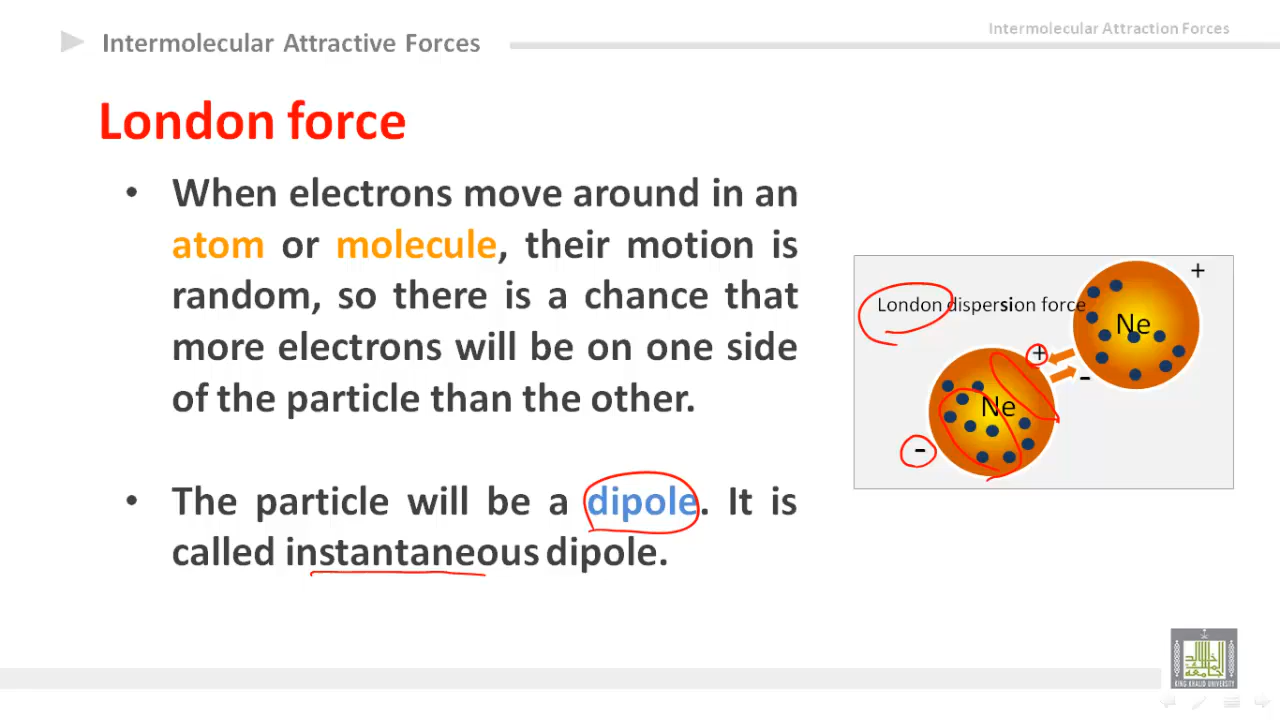 Intermolecular Attractive Forces
Intermolecular Attraction Forces
London force
• When electrons move around in an
atom or molecule, their motion is
random, so there is a chance that
more electrons will be on one side
of the particle than the other.
• The particle will be a dipole. It is
called instantaneous dipole.
London dispersion force
+
Ne
-
+
Ne
-
KING KHALID UNIVERSITY